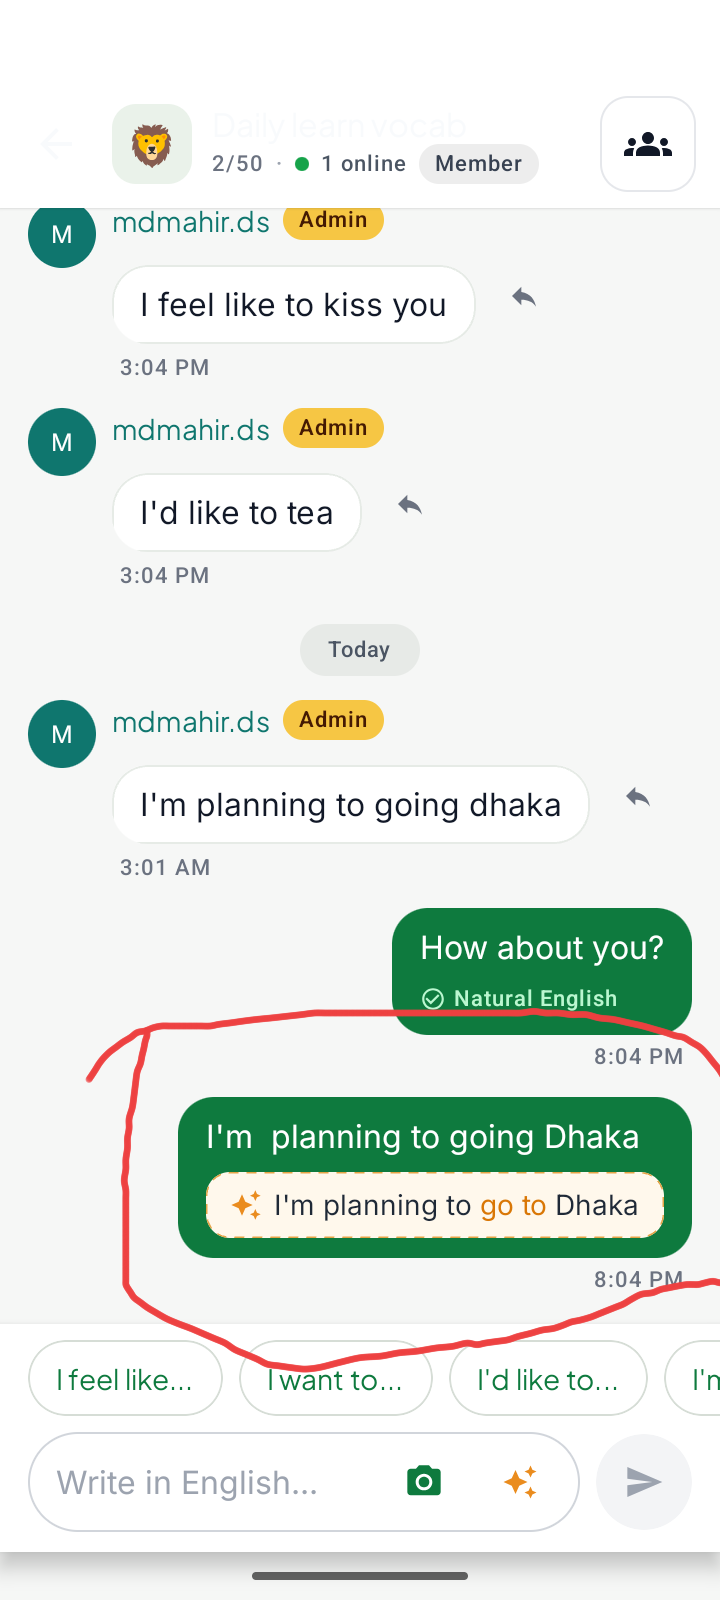 Daily learn vocab
2/50 · 1 online Member
M mdmahir.ds Admin
I feel like to kiss you
3:04 PM
M mdmahir.ds Admin
I'd like to tea
3:04 PM
Today
M mdmahir.ds Admin
I'm planning to going dhaka
3:01 AM
How about you?
Natural English
8:04 PM
I'm  planning to going Dhaka
I'm planning to go to Dhaka
8:04 PM
I feel like... I want to... I'd like to...
Write in English...